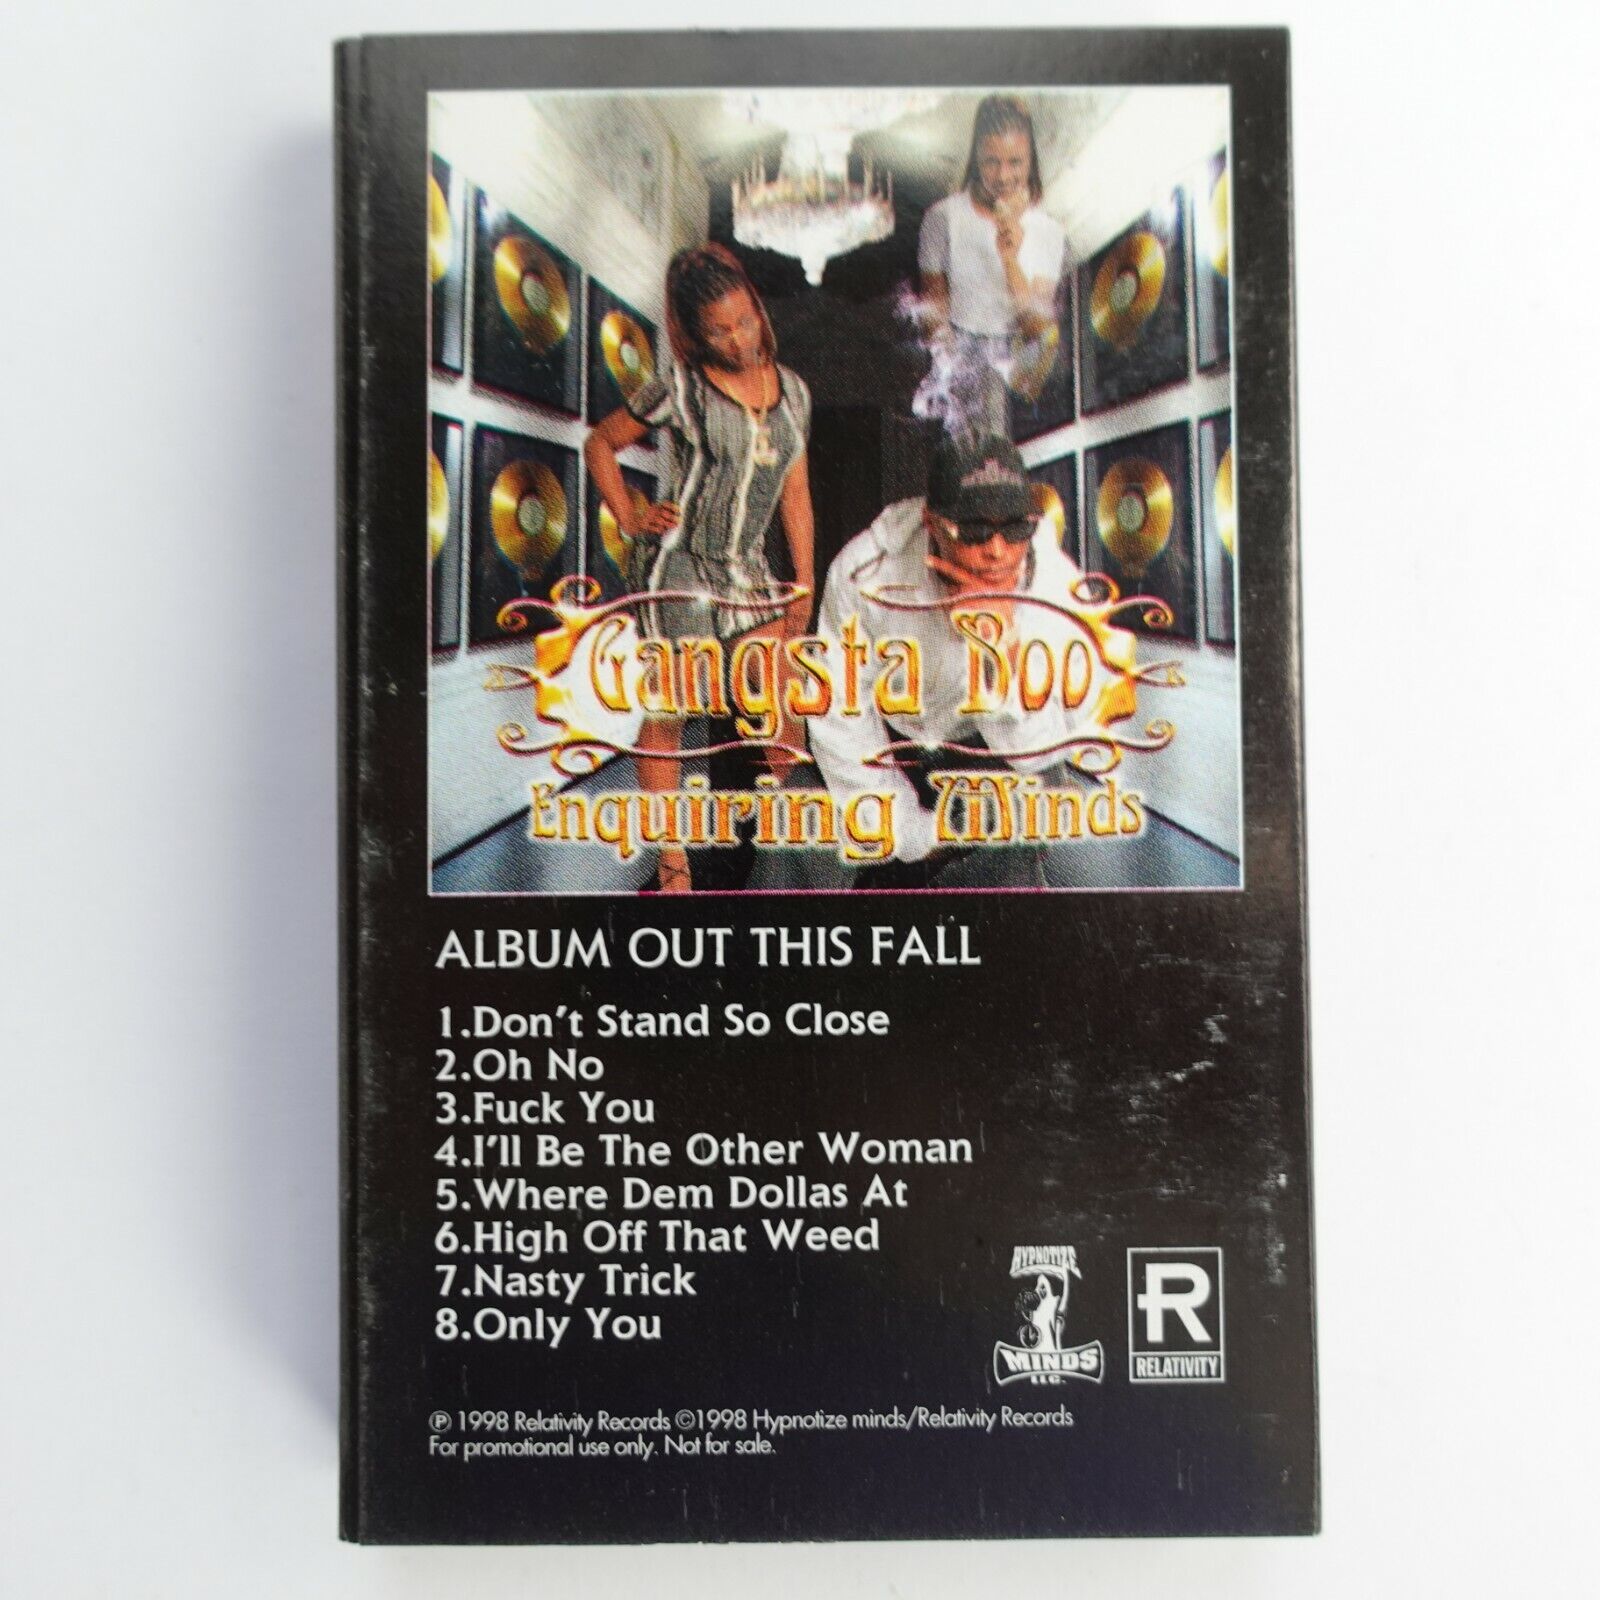 Gangsta Boo
Enquiring Minds
ALBUM OUT THIS FALL
1.Don't Stand So Close
2.Oh No
3.Fuck You
4.I'll Be The Other Woman
5.Where Dem Dollas At
6.High Off That Weed
7.Nasty Trick
8.Only You
HYPNOTIZE
MINDS
LLC.
R
RELATIVITY
℗ 1998 Relativity Records ©1998 Hypnotize minds/Relativity Records
For promotional use only. Not for sale.